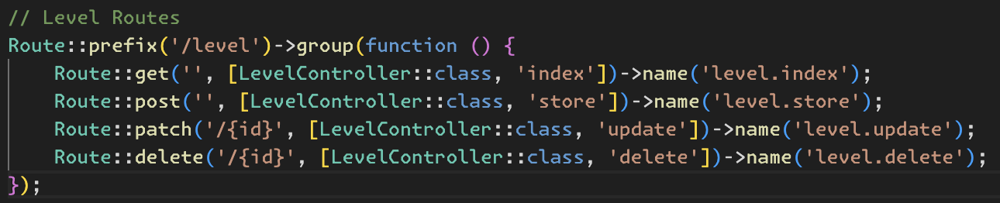 // Level Routes
Route::prefix('/level')->group(function () {
    Route::get('', [LevelController::class, 'index'])->name('level.index');
    Route::post('', [LevelController::class, 'store'])->name('level.store');
    Route::patch('/{id}', [LevelController::class, 'update'])->name('level.update');
    Route::delete('/{id}', [LevelController::class, 'delete'])->name('level.delete');
});